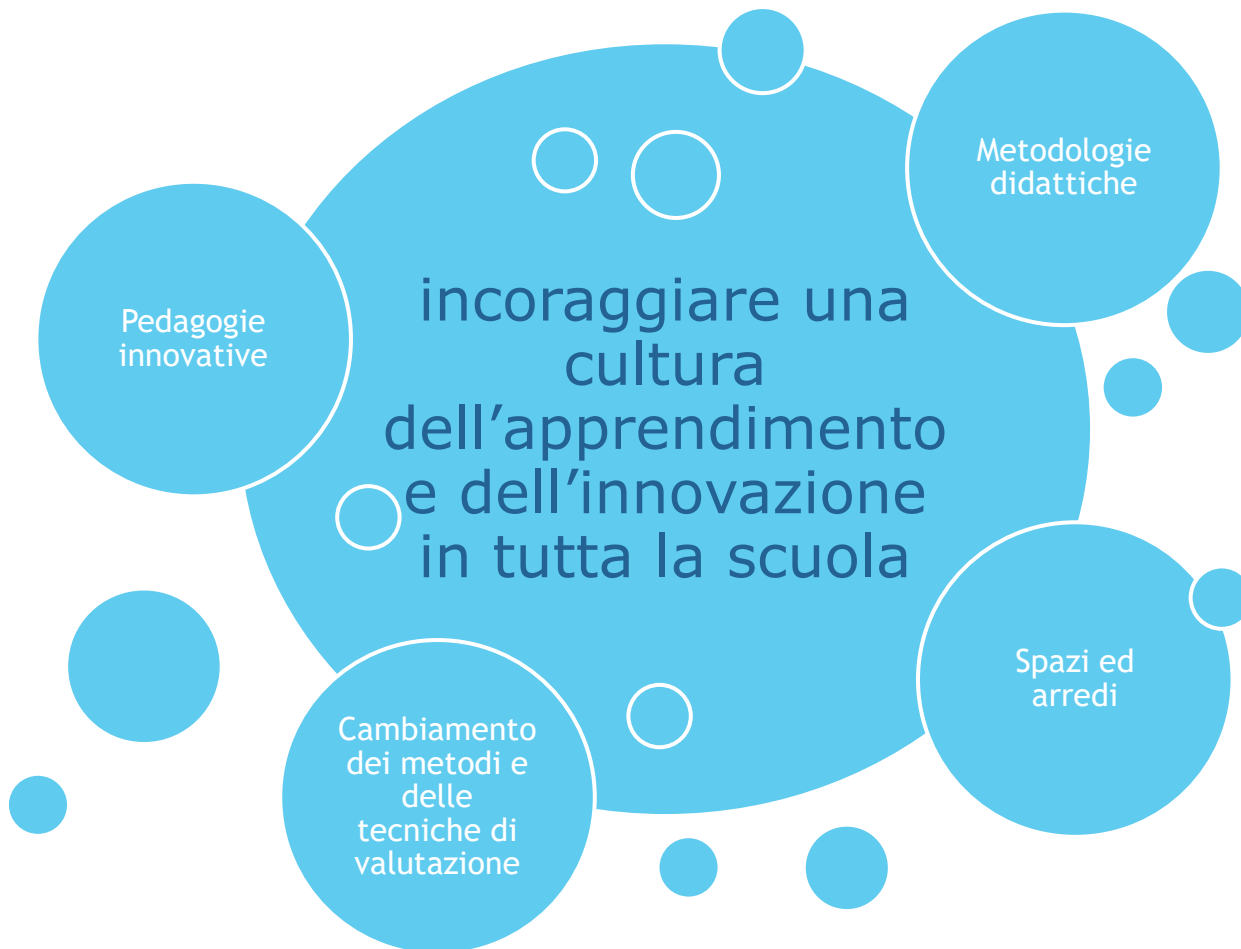 Metodologie
didattiche
Pedagogie
innovative
incoraggiare una
cultura
dell’apprendimento
e dell’innovazione
in tutta la scuola
Spazi ed
arredi
Cambiamento
dei metodi e
delle
tecniche di
valutazione